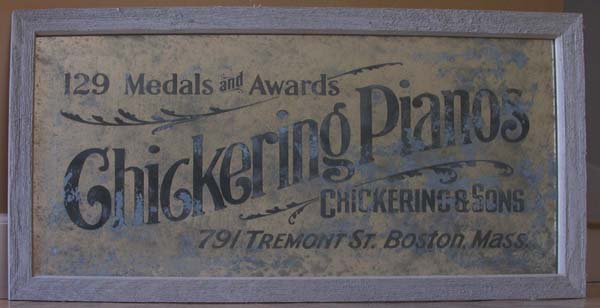 129 Medals and Awards
Chickering Pianos
CHICKERING & SONS
791 TREMONT ST. BOSTON, MASS.